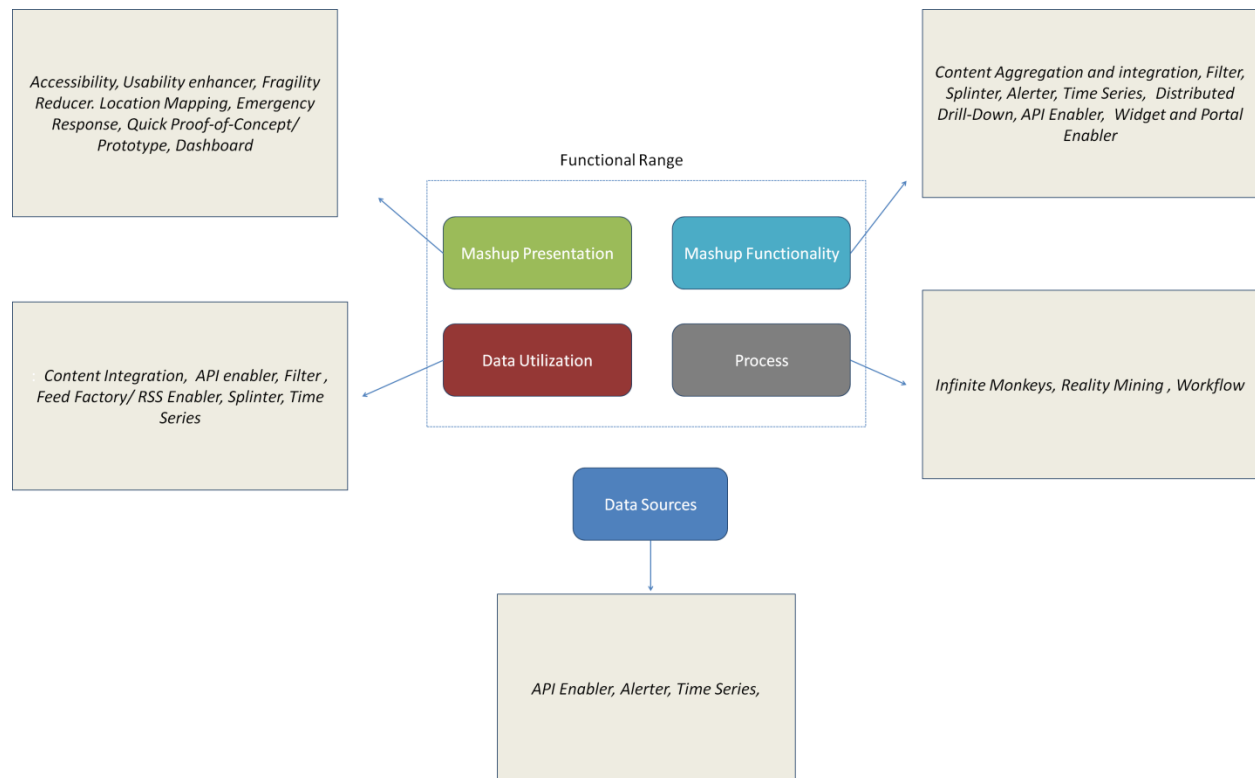 Accessibility, Usability enhancer, Fragility
Reducer. Location Mapping, Emergency
Response, Quick Proof-of-Concept/
Prototype, Dashboard
Content Aggregation and integration, Filter,
Splinter, Alerter, Time Series, Distributed
Drill-Down, API Enabler, Widget and Portal
Enabler
Functional Range
Mashup Presentation
Mashup Functionality
Data Utilization
Process
: Content Integration, API enabler, Filter ,
Feed Factory/ RSS Enabler, Splinter, Time
Series
Infinite Monkeys, Reality Mining , Workflow
Data Sources
API Enabler, Alerter, Time Series,